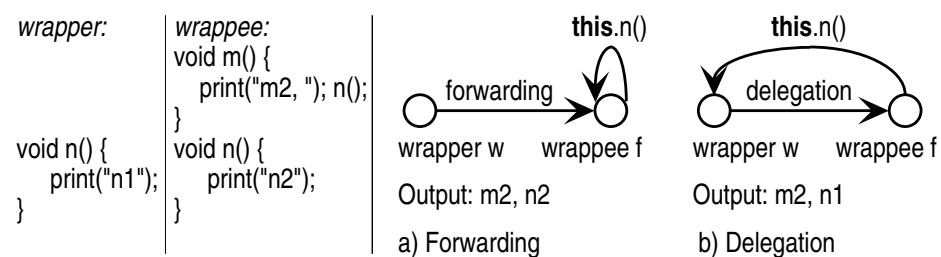 wrapper:
void n() {
print("n1");
}
wrappee:
void m() {
print("m2, "); n();
}
void n() {
print("n2");
}
this.n()
forwarding
wrapper w wrappee f
Output: m2, n2
a) Forwarding
this.n()
delegation
wrapper w wrappee f
Output: m2, n1
b) Delegation